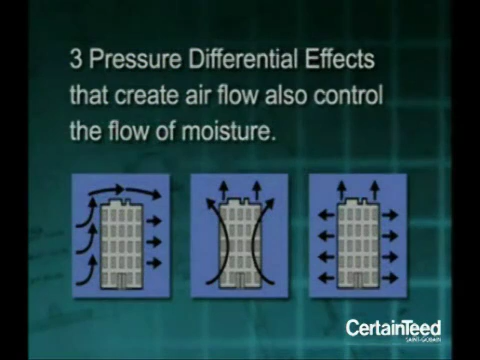 3 Pressure Differential Effects
that create air flow also control
the flow of moisture.
CertainTeed
SAINT-GOBAIN